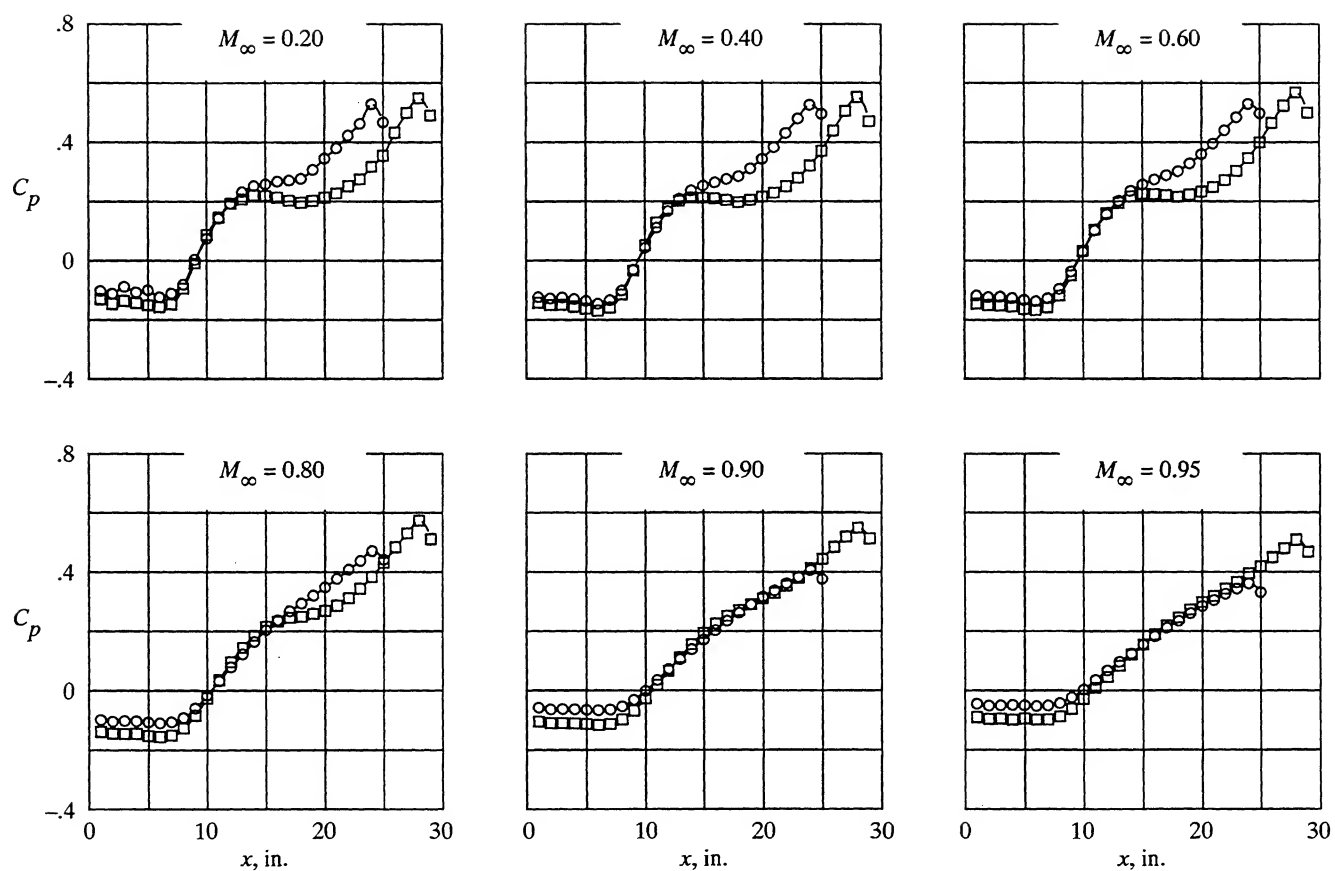 M∞ = 0.20
M∞ = 0.40
M∞ = 0.60
.8
.4
0
−.4
Cp
M∞ = 0.80
M∞ = 0.90
M∞ = 0.95
.8
.4
0
−.4
Cp
0 10 20 30
0 10 20 30
0 10 20 30
x, in.
x, in.
x, in.